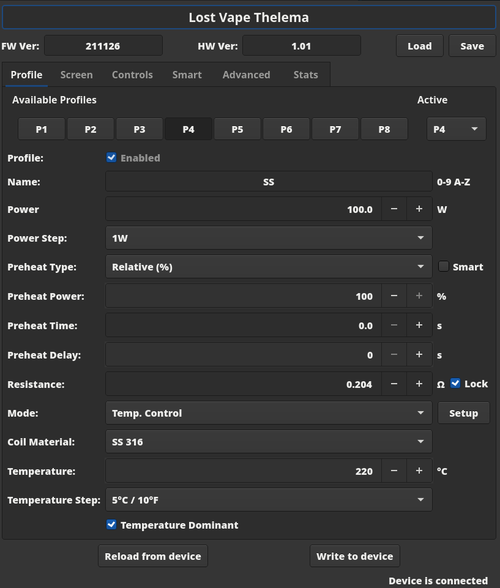 Lost Vape Thelema
FW Ver: 211126 HW Ver: 1.01 Load Save
Profile Screen Controls Smart Advanced Stats
Available Profiles Active
P1 P2 P3 P4 P5 P6 P7 P8 P4
Profile: Enabled
Name: SS 0-9 A-Z
Power 100.0 − + W
Power Step: 1W
Preheat Type: Relative (%) Smart
Preheat Power: 100 − + %
Preheat Time: 0.0 − + s
Preheat Delay: 0 − + s
Resistance: 0.204 − + Ω Lock
Mode: Temp. Control Setup
Coil Material: SS 316
Temperature: 220 − + °C
Temperature Step: 5°C / 10°F
Temperature Dominant
Reload from device Write to device
Device is connected